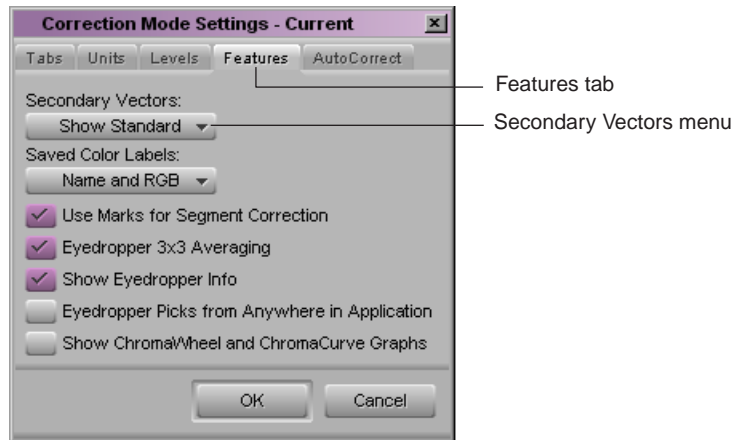 Correction Mode Settings - Current
Tabs Units Levels Features AutoCorrect
Features tab
Secondary Vectors:
Show Standard
Secondary Vectors menu
Saved Color Labels:
Name and RGB
Use Marks for Segment Correction
Eyedropper 3x3 Averaging
Show Eyedropper Info
Eyedropper Picks from Anywhere in Application
Show ChromaWheel and ChromaCurve Graphs
OK Cancel